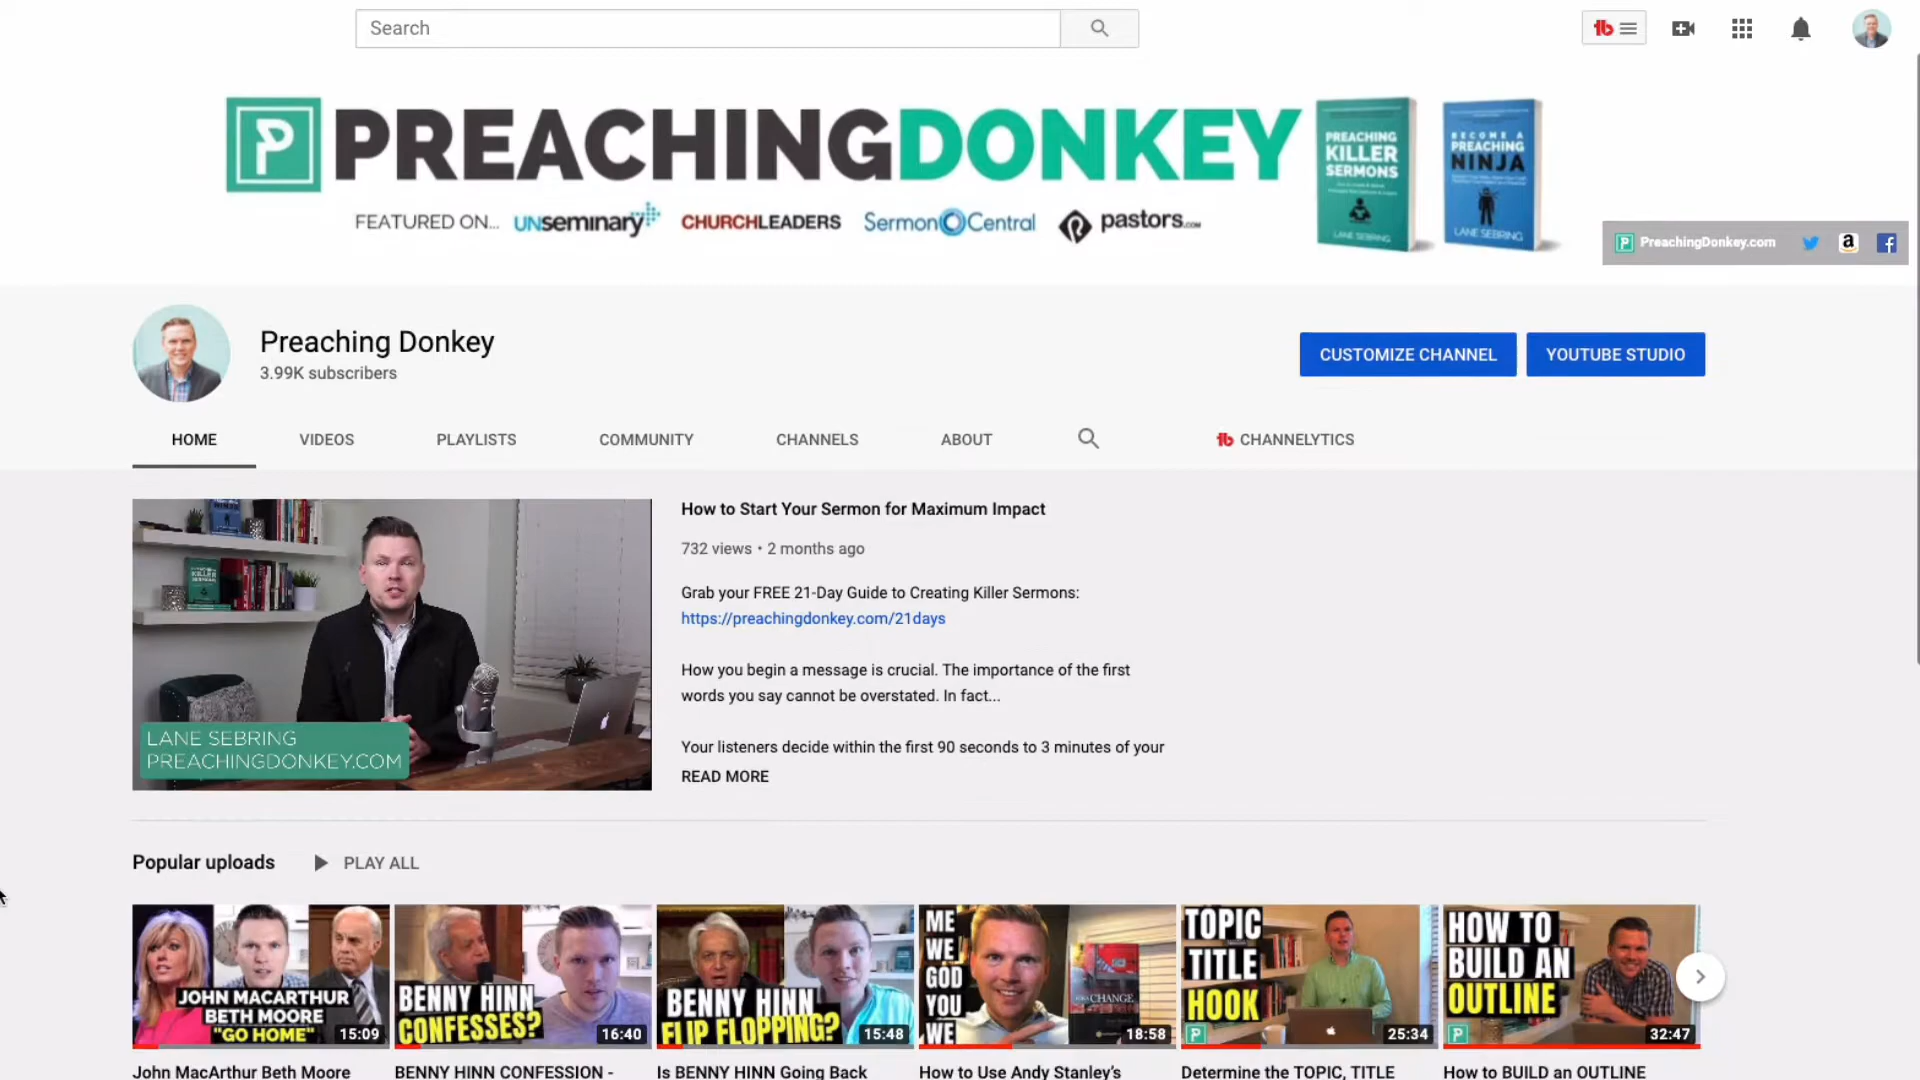 Search
PREACHINGDONKEY
PREACHING
KILLER
SERMONS
LANE SEBRING
BECOME A
PREACHING
NINJA
LANE SEBRING
FEATURED ON... UNseminary CHURCHLEADERS SermonCentral pastors.com
PreachingDonkey.com
Preaching Donkey
3.99K subscribers
CUSTOMIZE CHANNEL
YOUTUBE STUDIO
HOME
VIDEOS
PLAYLISTS
COMMUNITY
CHANNELS
ABOUT
CHANNELYTICS
LANE SEBRING
PREACHINGDONKEY.COM
How to Start Your Sermon for Maximum Impact
732 views • 2 months ago
Grab your FREE 21-Day Guide to Creating Killer Sermons:
https://preachingdonkey.com/21days
How you begin a message is crucial. The importance of the first
words you say cannot be overstated. In fact...
Your listeners decide within the first 90 seconds to 3 minutes of your
READ MORE
Popular uploads
PLAY ALL
JOHN MACARTHUR
BETH MOORE
"GO HOME"
15:09
BENNY HINN
CONFESSES?
16:40
BENNY HINN
FLIP FLOPPING?
15:48
ME
WE
GOD
YOU
WE
CHANGE
18:58
TOPIC
TITLE
HOOK
25:34
HOW TO
BUILD AN
OUTLINE
32:47
John MacArthur Beth Moore
BENNY HINN CONFESSION -
Is BENNY HINN Going Back
How to Use Andy Stanley's
Determine the TOPIC, TITLE
How to BUILD an OUTLINE